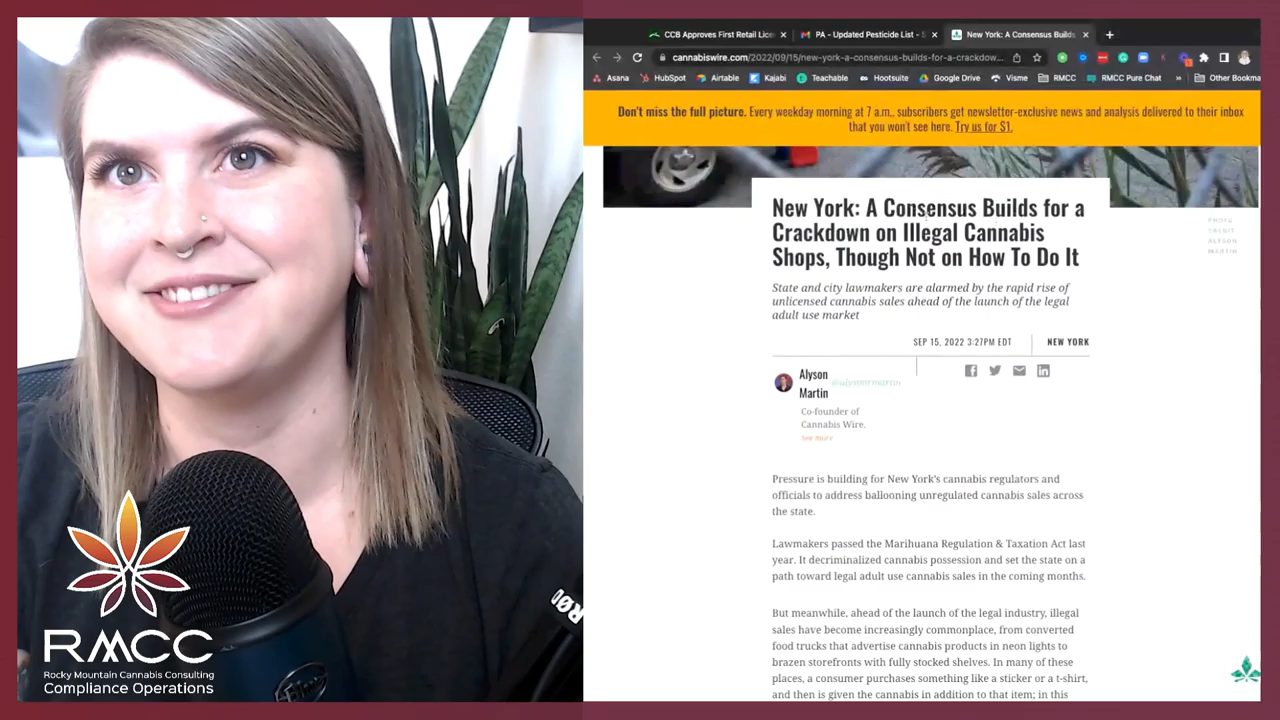 CCB Approves First Retail Lice
PA - Updated Pesticide List -
New York: A Consensus Builds
cannabiswire.com/2022/09/15/new-york-a-consensus-builds-for-a-crackdow...
Asana
HubSpot
Airtable
Kajabi
Teachable
Hootsuite
Google Drive
Visme
RMCC
RMCC Pure Chat
Other Bookma
Don't miss the full picture. Every weekday morning at 7 a.m., subscribers get newsletter-exclusive news and analysis delivered to their inbox
that you won't see here. Try us for $1.
New York: A Consensus Builds for a
Crackdown on Illegal Cannabis
Shops, Though Not on How To Do It
PHOTO
CREDIT
ALYSON
MARTIN
State and city lawmakers are alarmed by the rapid rise of
unlicensed cannabis sales ahead of the launch of the legal
adult use market
SEP 15, 2022 3:27PM EDT
NEW YORK
Alyson
Martin
@alysonrmartin
Co-founder of
Cannabis Wire.
See more
Pressure is building for New York's cannabis regulators and
officials to address ballooning unregulated cannabis sales across
the state.
Lawmakers passed the Marihuana Regulation & Taxation Act last
year. It decriminalized cannabis possession and set the state on a
path toward legal adult use cannabis sales in the coming months.
But meanwhile, ahead of the launch of the legal industry, illegal
sales have become increasingly commonplace, from converted
food trucks that advertise cannabis products in neon lights to
brazen storefronts with fully stocked shelves. In many of these
places, a consumer purchases something like a sticker or a t-shirt,
and then is given the cannabis in addition to that item; in this
RØD
RMCC
Rocky Mountain Cannabis Consulting
Compliance Operations